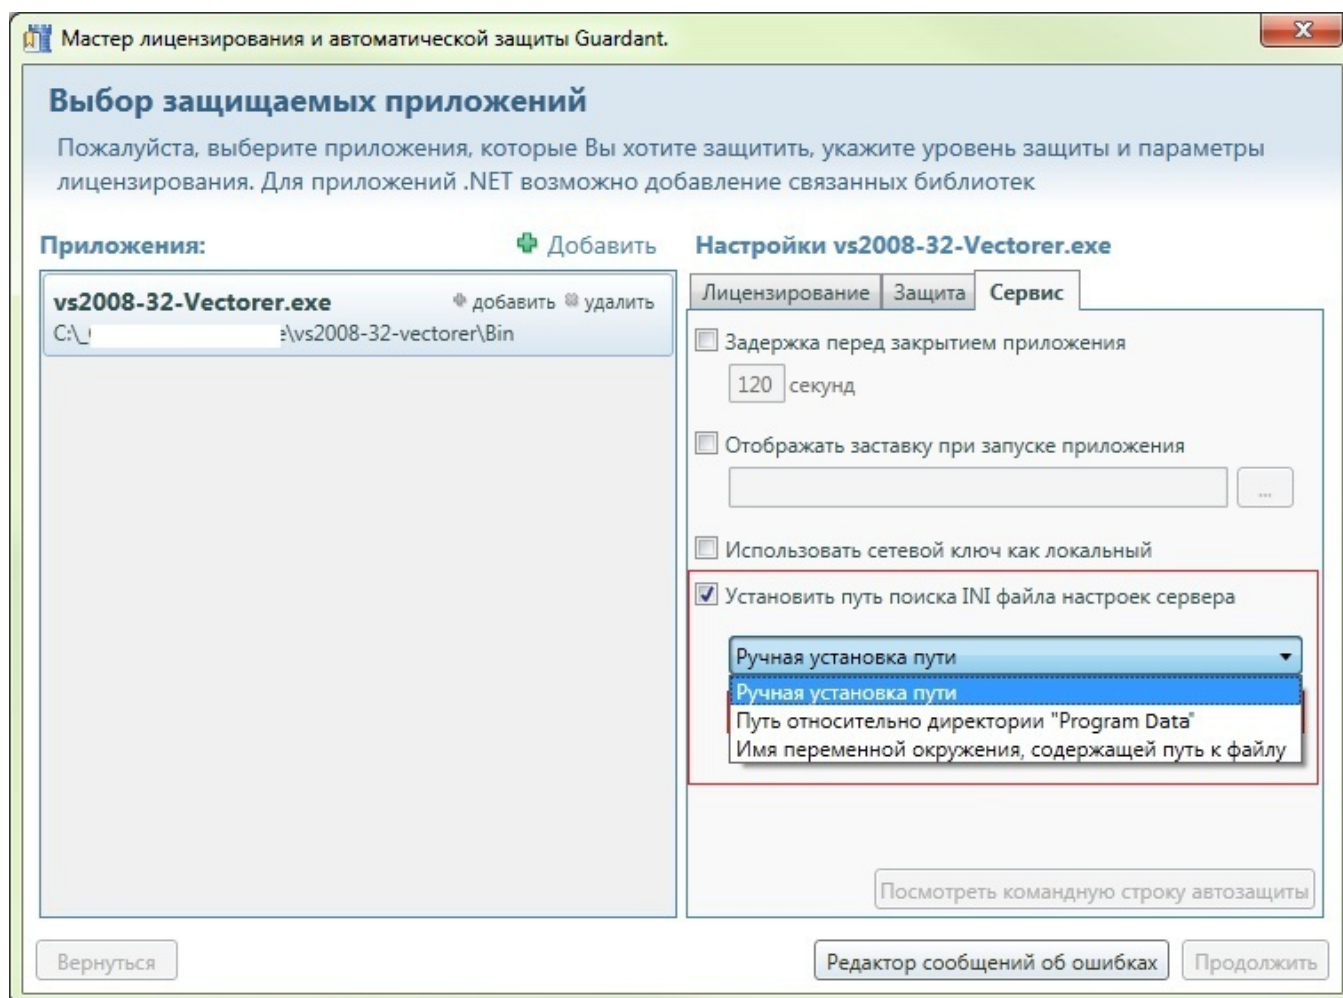 Мастер лицензирования и автоматической защиты Guardant.
Выбор защищаемых приложений
Пожалуйста, выберите приложения, которые Вы хотите защитить, укажите уровень защиты и параметры
лицензирования. Для приложений .NET возможно добавление связанных библиотек
Приложения:
Добавить
vs2008-32-Vectorer.exe
добавить
удалить
C:\_ e\vs2008-32-vectorer\Bin
Настройки vs2008-32-Vectorer.exe
Лицензирование
Защита
Сервис
Задержка перед закрытием приложения
120 секунд
Отображать заставку при запуске приложения
...
Использовать сетевой ключ как локальный
Установить путь поиска INI файла настроек сервера
Ручная установка пути
Ручная установка пути
Путь относительно директории "Program Data"
Имя переменной окружения, содержащей путь к файлу
Посмотреть командную строку автозащиты
Вернуться
Редактор сообщений об ошибках
Продолжить